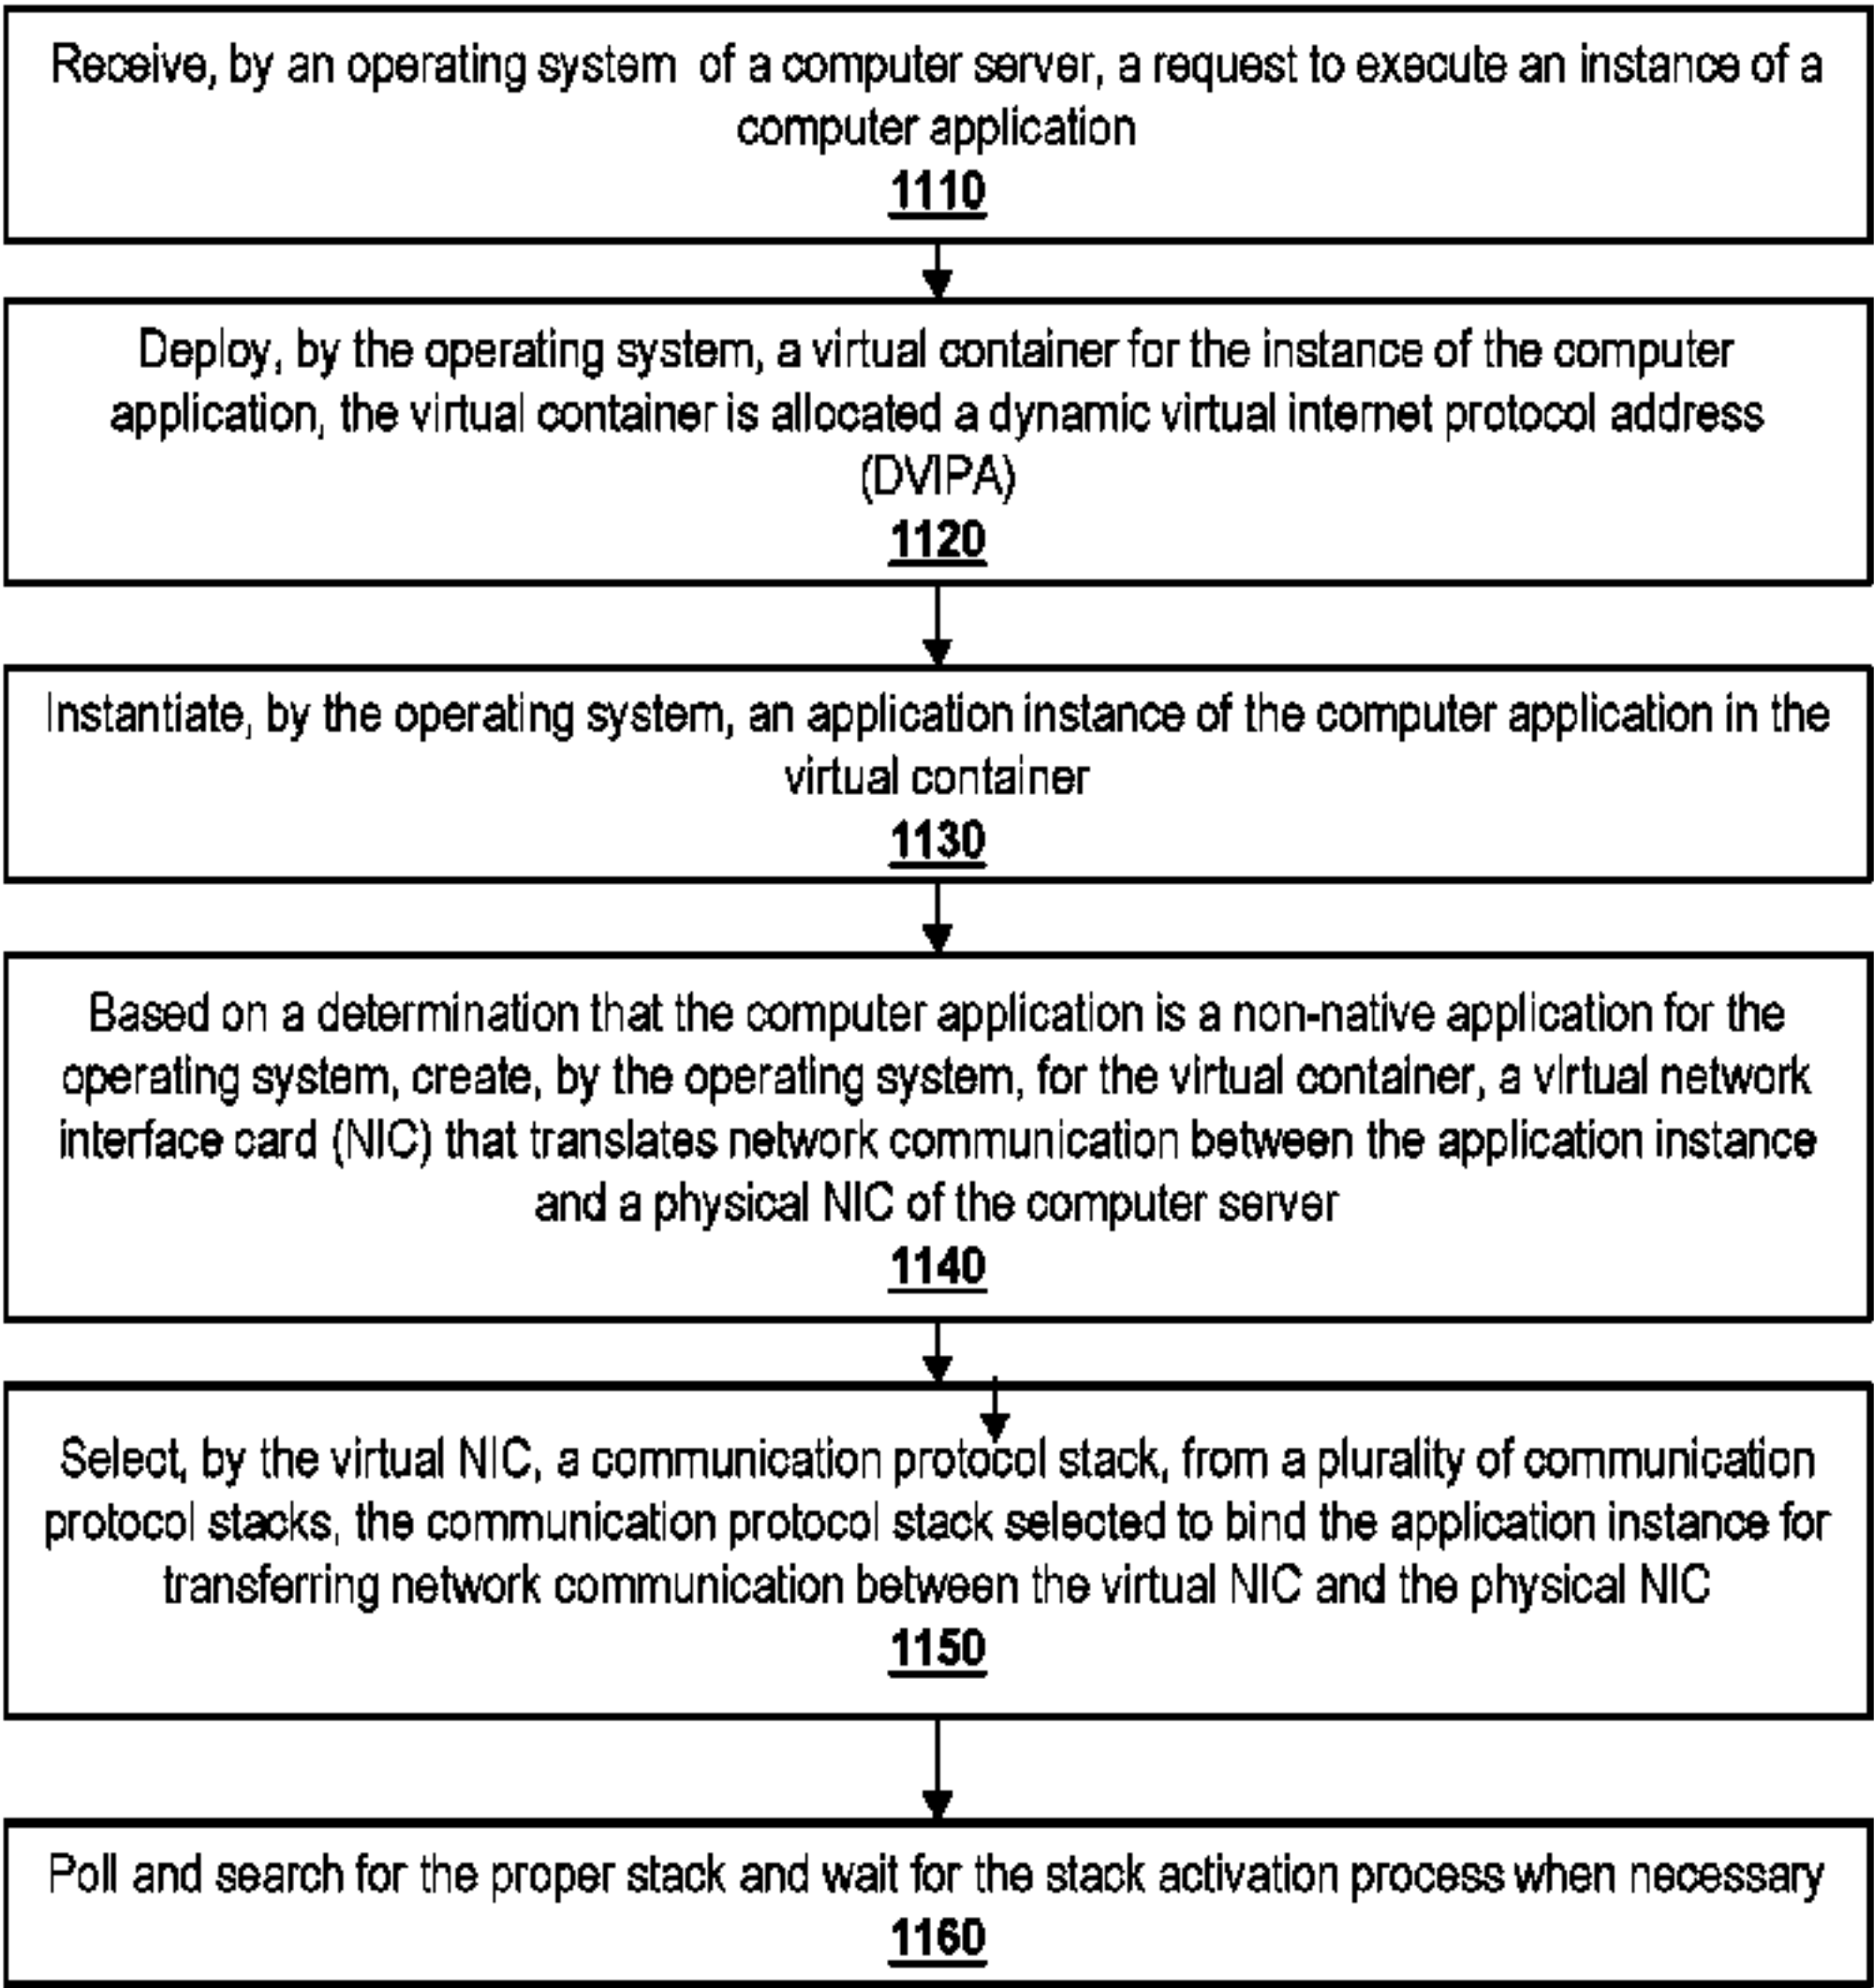 Receive, by an operating system of a computer server, a request to execute an instance of a
computer application
1110
Deploy, by the operating system, a virtual container for the instance of the computer
application, the virtual container is allocated a dynamic virtual internet protocol address
(DVIPA)
1120
Instantiate, by the operating system, an application instance of the computer application in the
virtual container
1130
Based on a determination that the computer application is a non-native application for the
operating system, create, by the operating system, for the virtual container, a virtual network
interface card (NIC) that translates network communication between the application instance
and a physical NIC of the computer server
1140
Select, by the virtual NIC, a communication protocol stack, from a plurality of communication
protocol stacks, the communication protocol stack selected to bind the application instance for
transferring network communication between the virtual NIC and the physical NIC
1150
Poll and search for the proper stack and wait for the stack activation process when necessary
1160